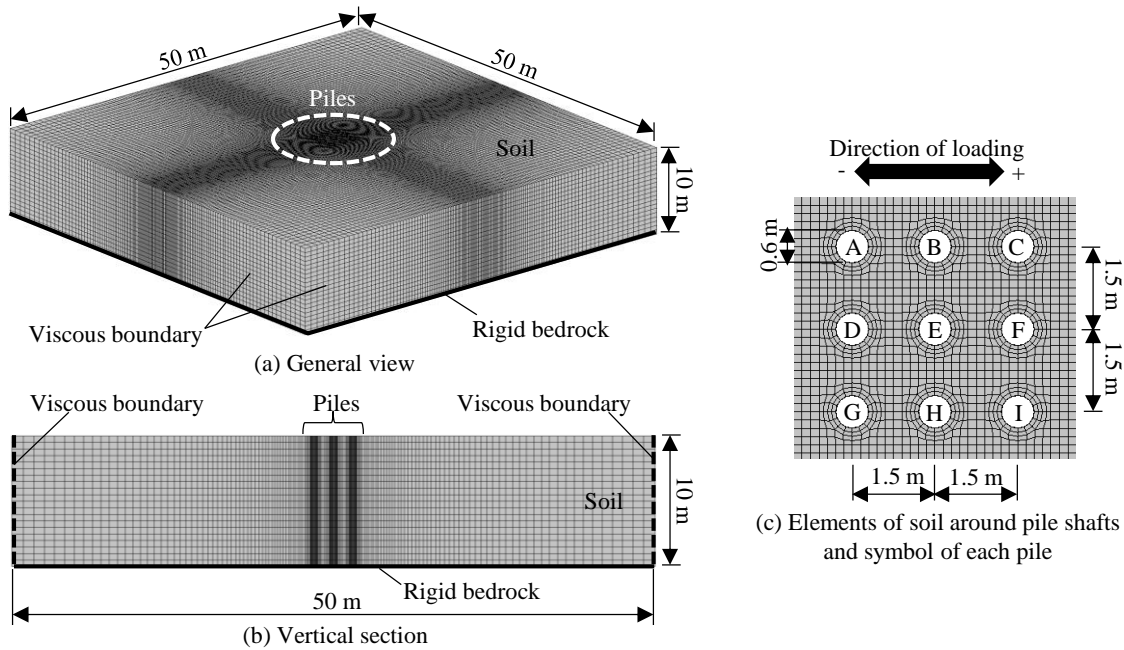 50 m
50 m
Piles
Soil
10 m
Viscous boundary
Rigid bedrock
(a) General view
Viscous boundary
Piles
Viscous boundary
Soil
10 m
Rigid bedrock
50 m
(b) Vertical section
Direction of loading
- +
0.6 m
A B C
1.5 m
D E F
1.5 m
G H I
1.5 m 1.5 m
(c) Elements of soil around pile shafts
and symbol of each pile